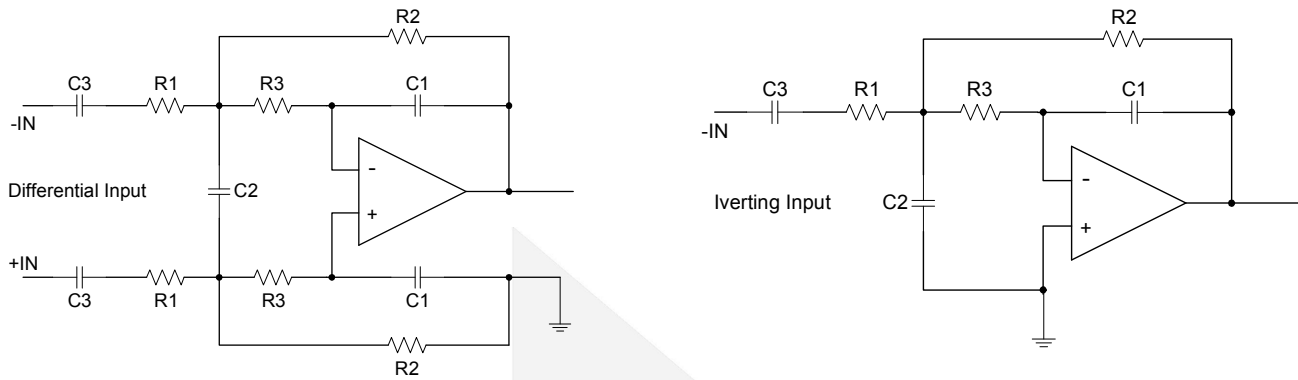 R2
C3
R1
R3
C1
-IN
-
Differential Input
C2
+
+IN
C3
R1
R3
C1
R2
R2
C3
R1
R3
C1
-IN
-
Iverting Input
C2
+